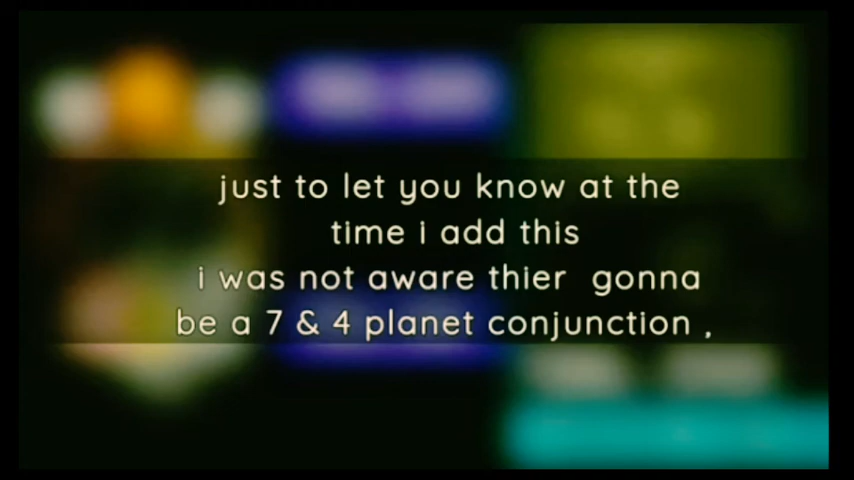 just to let you know at the
time i add this
i was not aware thier gonna
be a 7 & 4 planet conjunction ,